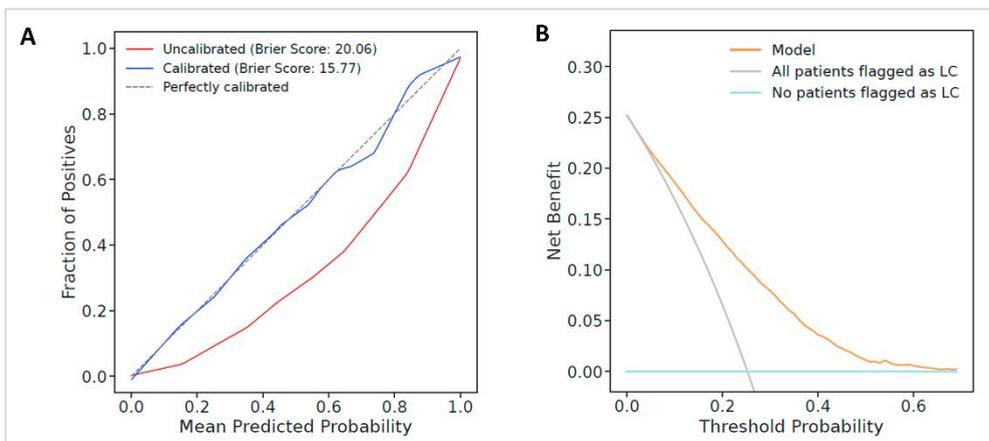 A
Uncalibrated (Brier Score: 20.06)
Calibrated (Brier Score: 15.77)
Perfectly calibrated
1.0
0.8
0.6
0.4
0.2
0.0
Fraction of Positives
0.0 0.2 0.4 0.6 0.8 1.0
Mean Predicted Probability
B
Model
All patients flagged as LC
No patients flagged as LC
0.30
0.25
0.20
0.15
0.10
0.05
0.00
Net Benefit
0.0 0.2 0.4 0.6
Threshold Probability